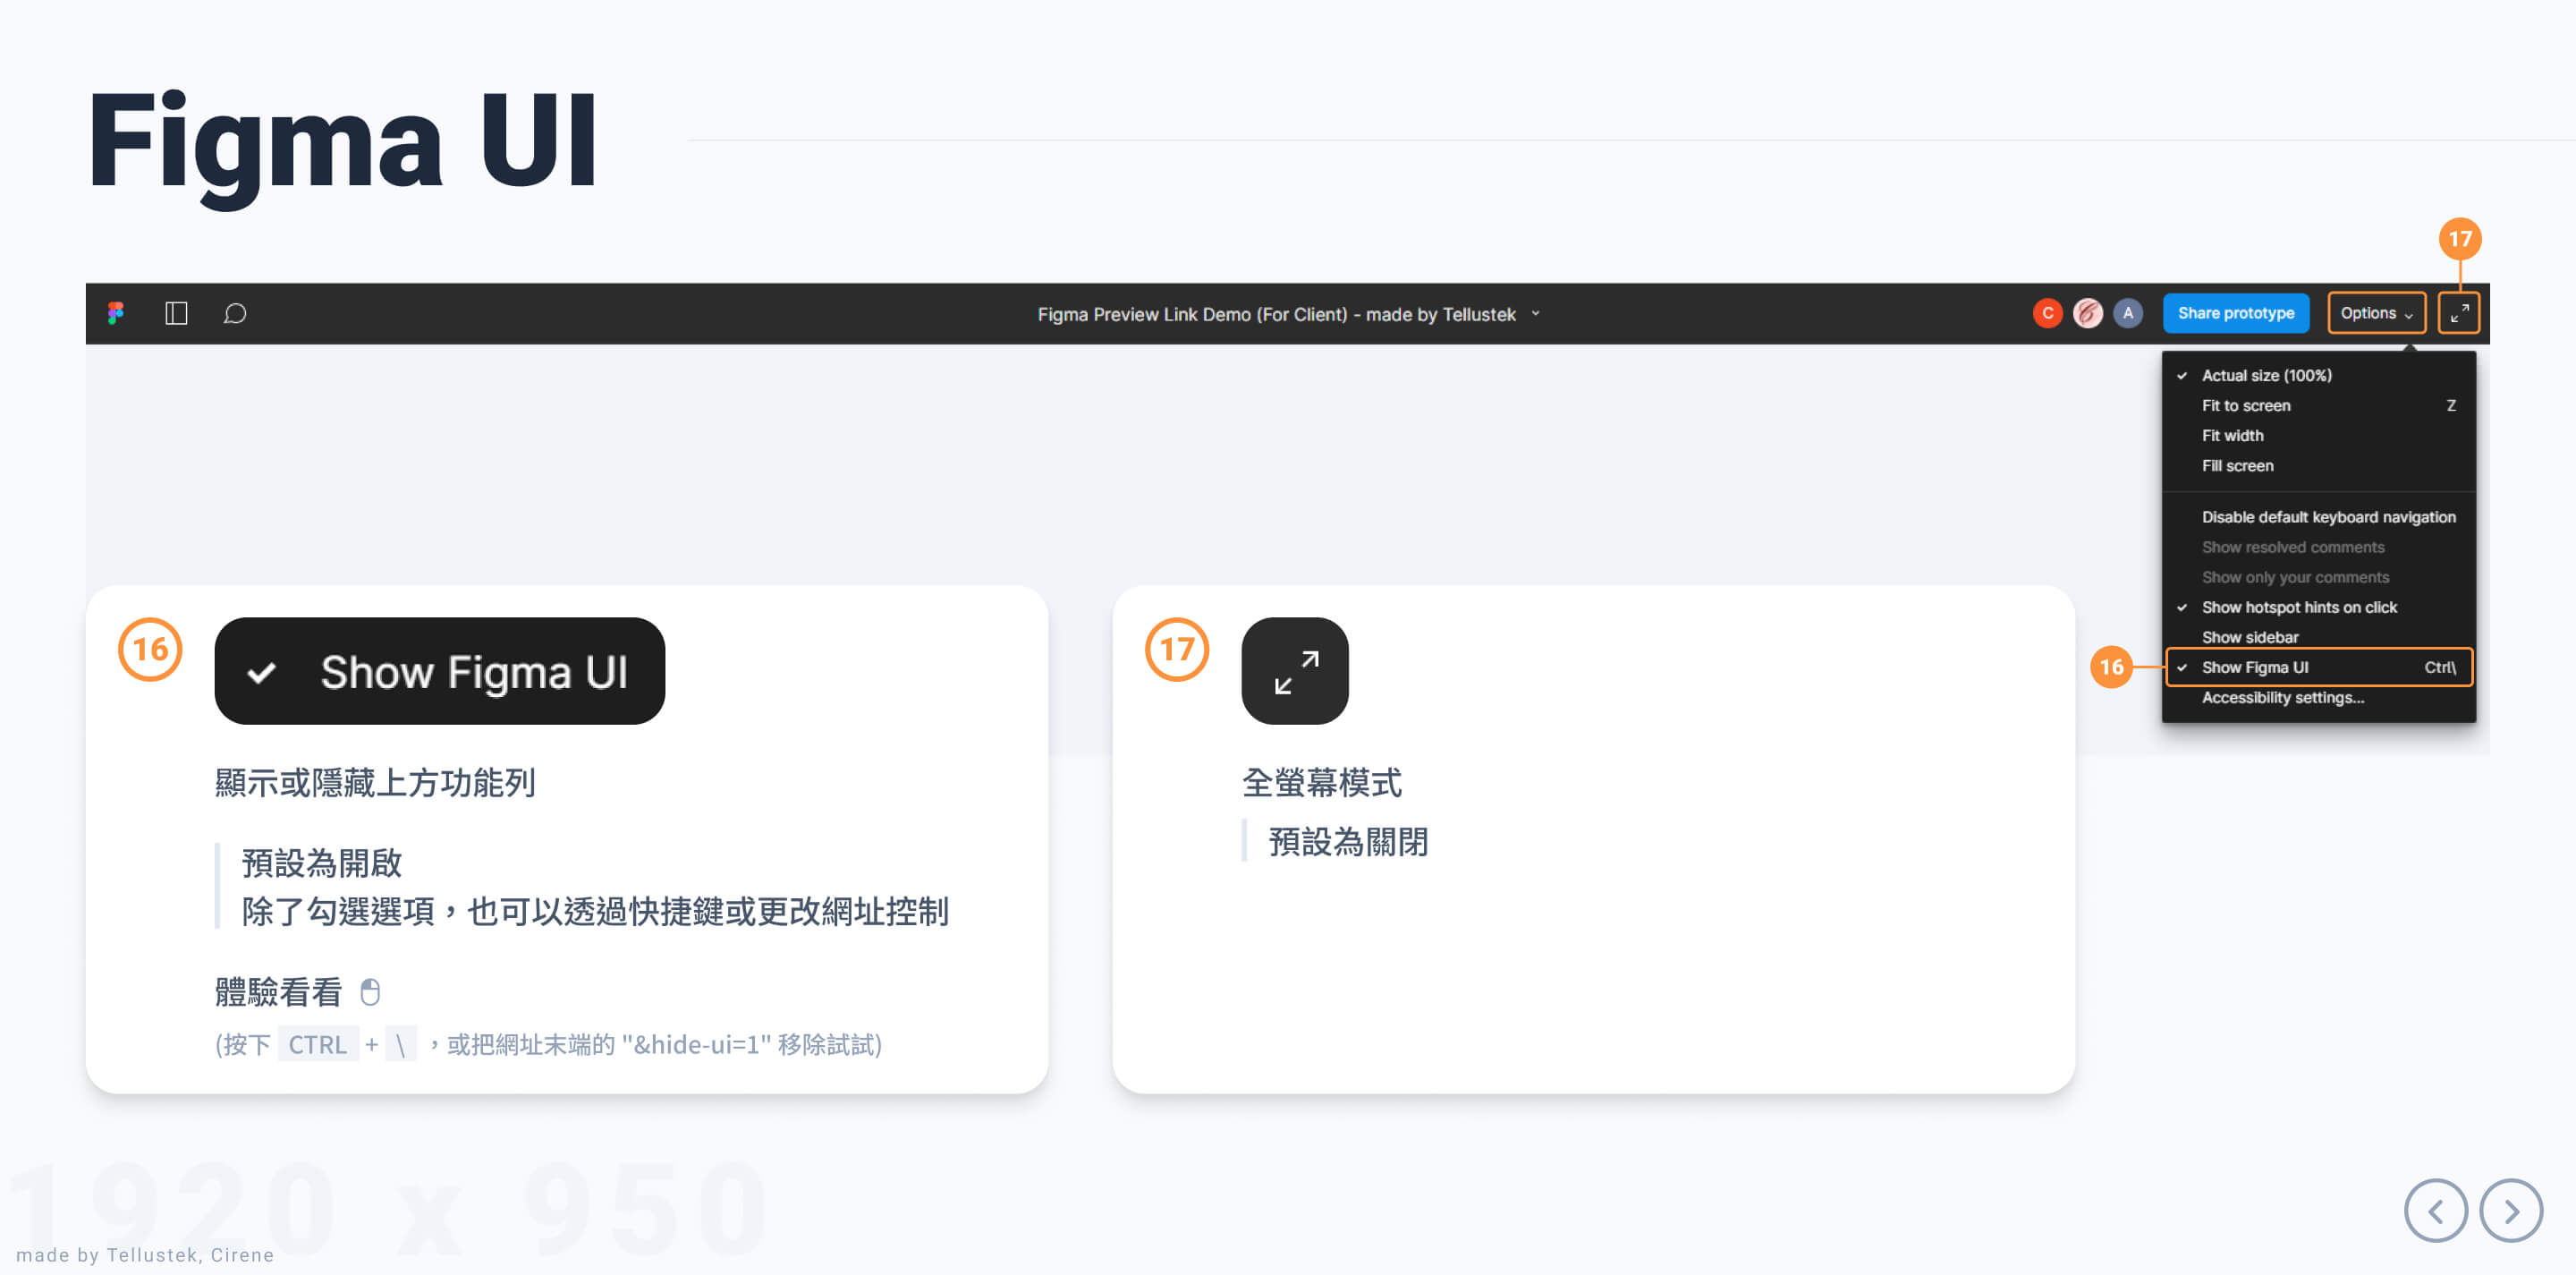 Figma UI
17
Figma Preview Link Demo (For Client) - made by Tellustek
C
A
Share prototype
Options
Actual size (100%)
Fit to screen Z
Fit width
Fill screen
Disable default keyboard navigation
Show resolved comments
Show only your comments
Show hotspot hints on click
Show sidebar
16
Show Figma UI Ctrl\
Accessibility settings...
16
Show Figma UI
顯示或隱藏上方功能列
預設為開啟
除了勾選選項，也可以透過快捷鍵或更改網址控制
體驗看看
(按下 CTRL + \ ，或把網址末端的 "&hide-ui=1" 移除試試)
17
全螢幕模式
預設為關閉
1920 x 950
made by Tellustek, Cirene